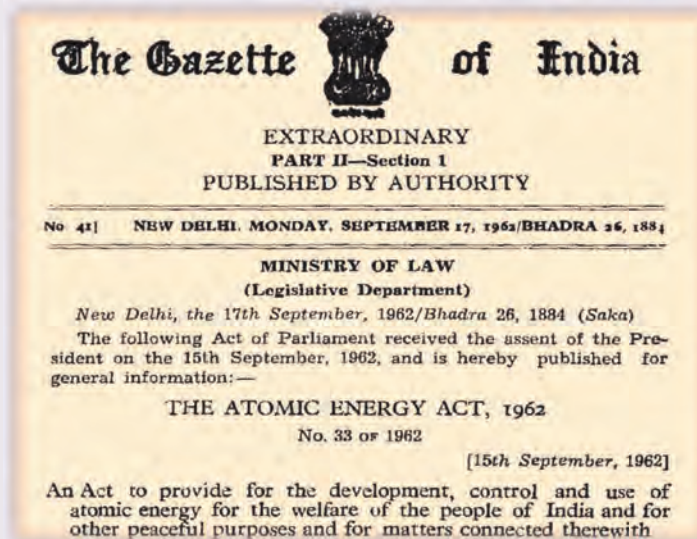 The Gazette of India
EXTRAORDINARY
PART II—Section 1
PUBLISHED BY AUTHORITY
No 41] NEW DELHI, MONDAY, SEPTEMBER 17, 1962/BHADRA 26, 1884
MINISTRY OF LAW
(Legislative Department)
New Delhi, the 17th September, 1962/Bhadra 26, 1884 (Saka)
The following Act of Parliament received the assent of the Pre-
sident on the 15th September, 1962, and is hereby published for
general information:—
THE ATOMIC ENERGY ACT, 1962
No. 33 OF 1962
[15th September, 1962]
An Act to provide for the development, control and use of
atomic energy for the welfare of the people of India and for
other peaceful purposes and for matters connected therewith